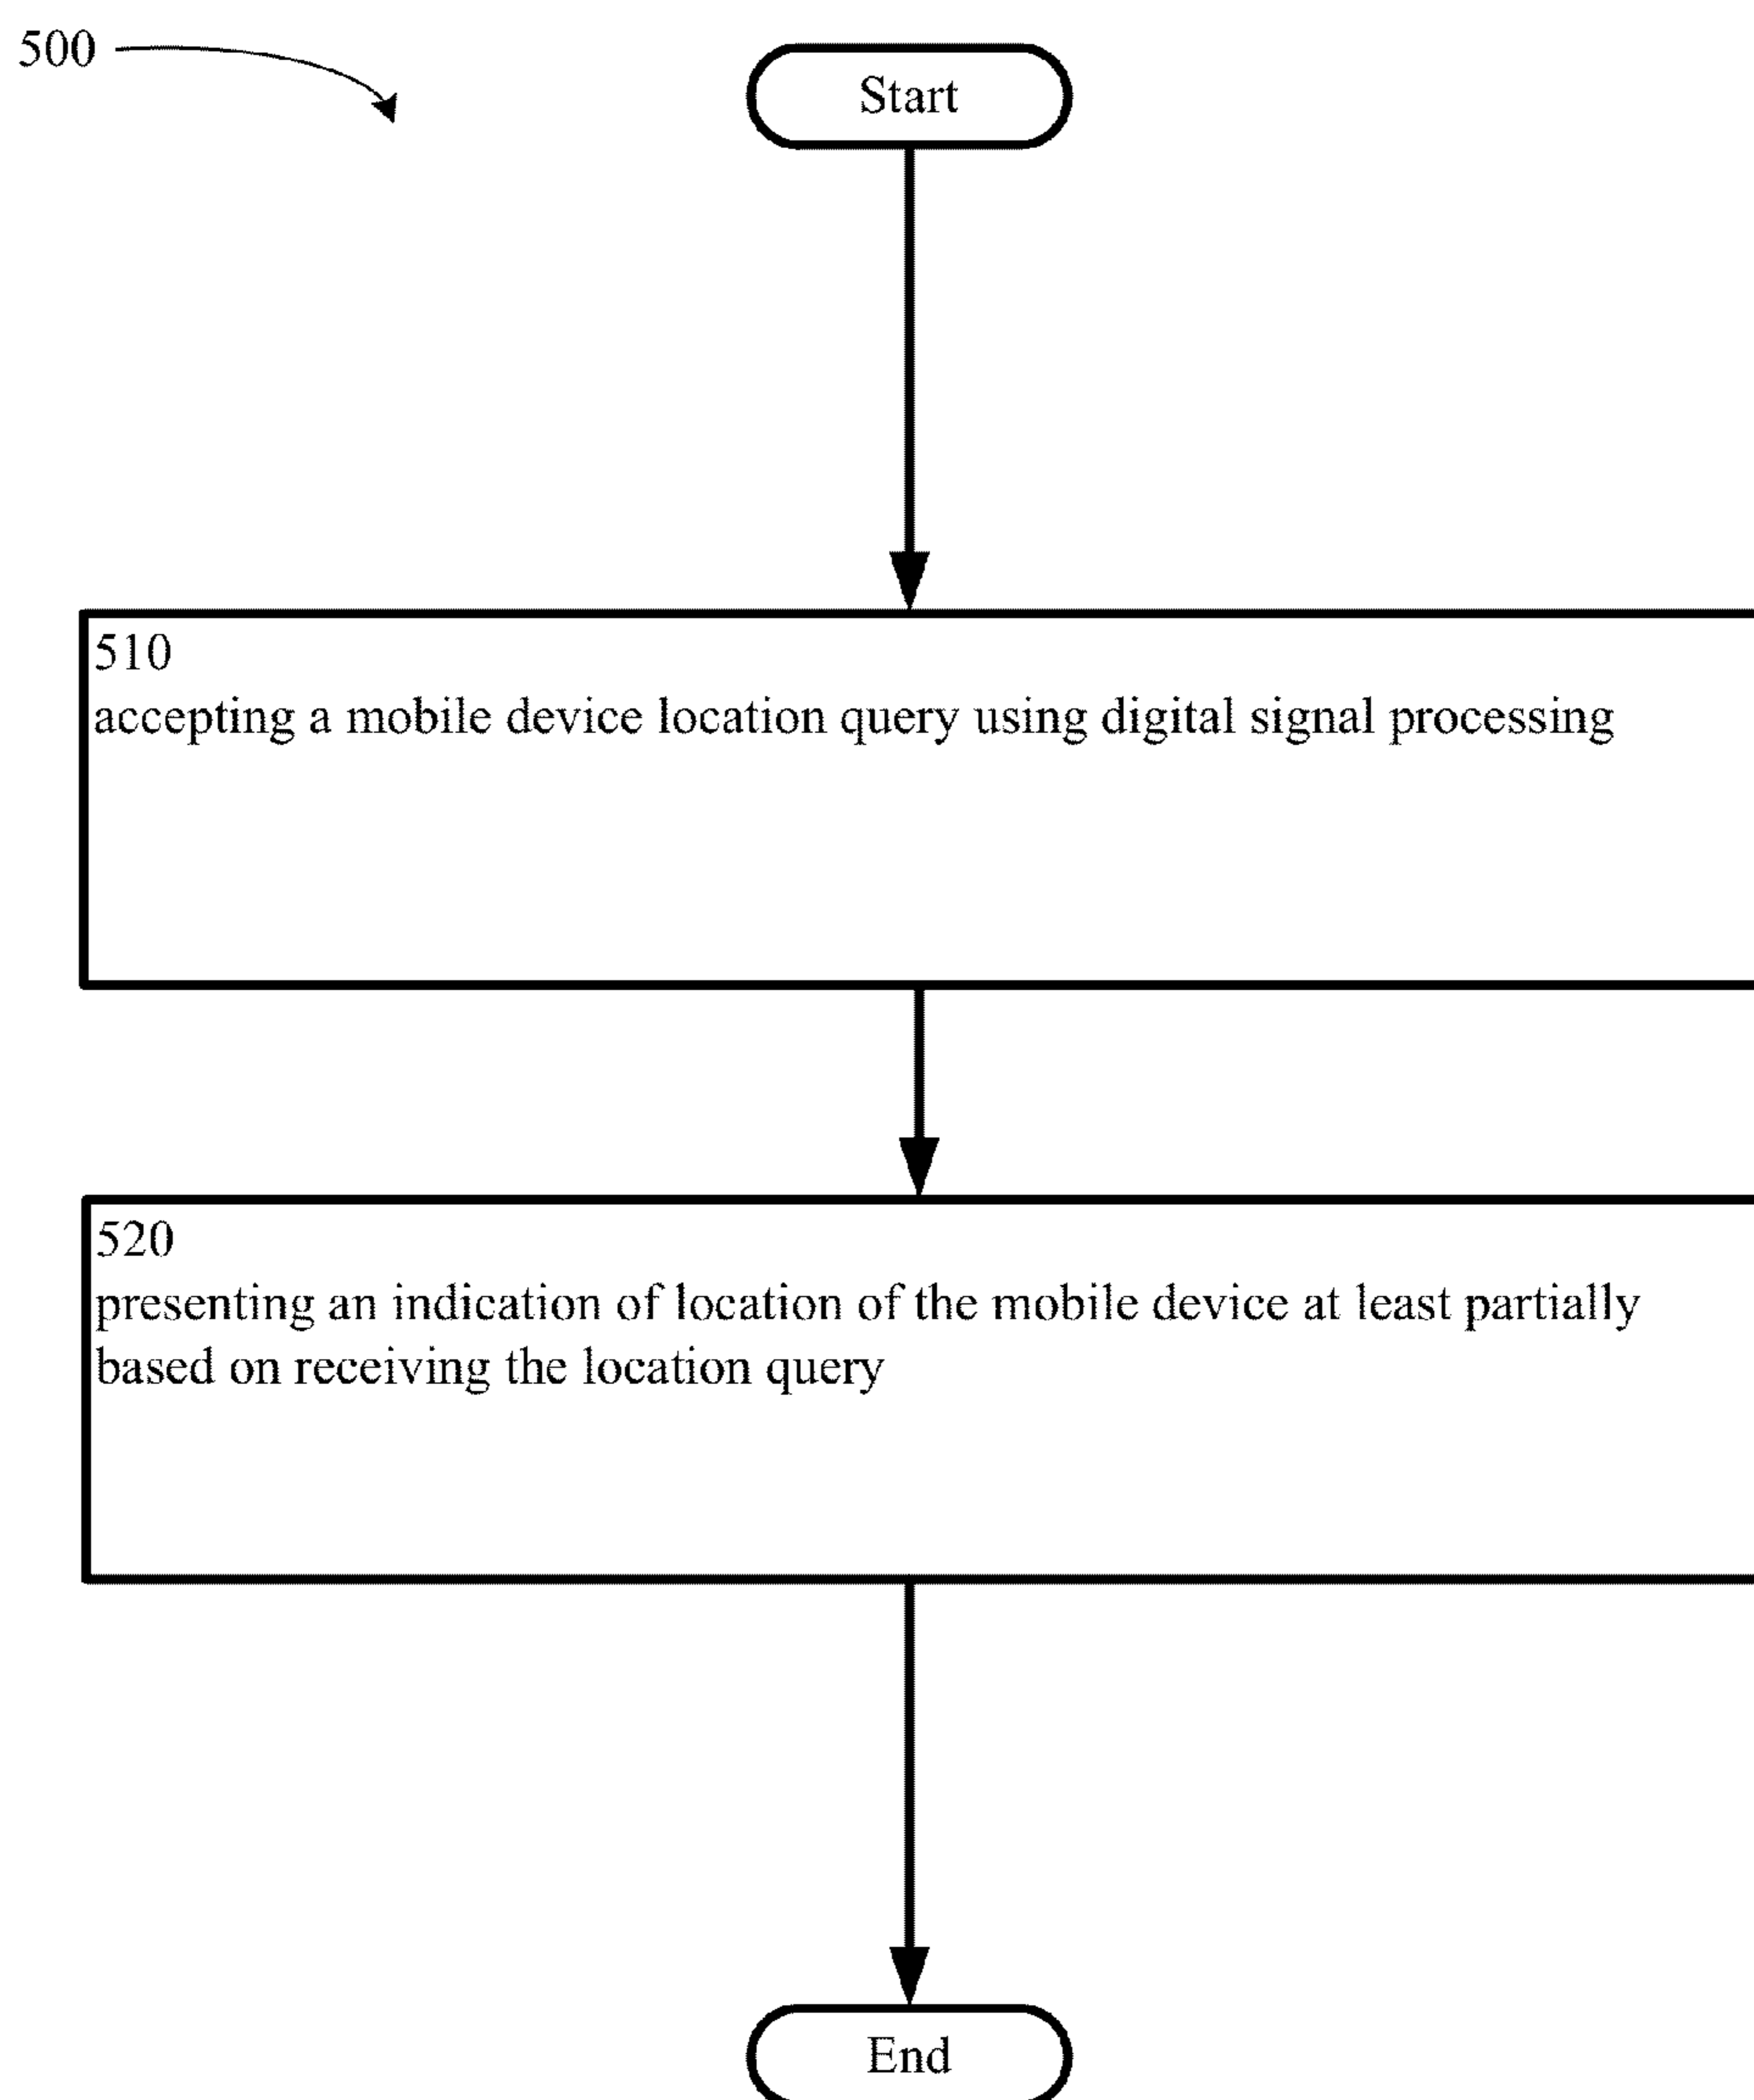 500
Start
510
accepting a mobile device location query using digital signal processing
520
presenting an indication of location of the mobile device at least partially
based on receiving the location query
End